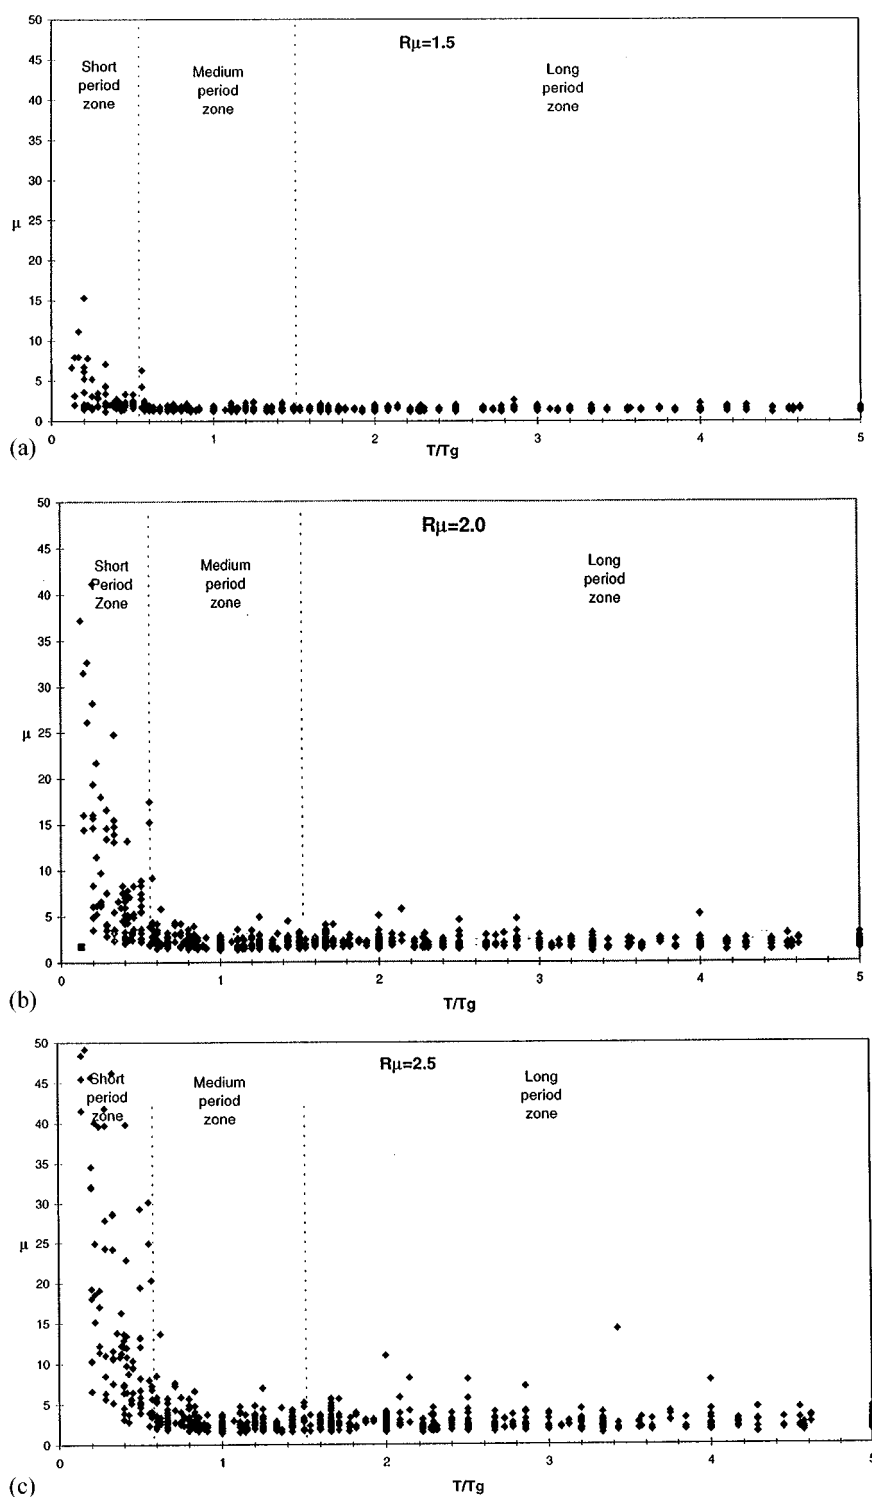 50
Rμ=1.5
45
Short
period
zone
Medium
period
zone
Long
period
zone
40
35
30
25
μ
20
15
10
5
0
0 1 2 3 4 5
T/Tg
(a)
50
Rμ=2.0
45
Short
Period
Zone
Medium
period
zone
Long
period
zone
40
35
30
25
μ
20
15
10
5
0
0 1 2 3 4 5
T/Tg
(b)
50
Rμ=2.5
45
Short
period
zone
Medium
period
zone
Long
period
zone
40
35
30
25
μ
20
15
10
5
0
0 1 2 3 4 5
T/Tg
(c)